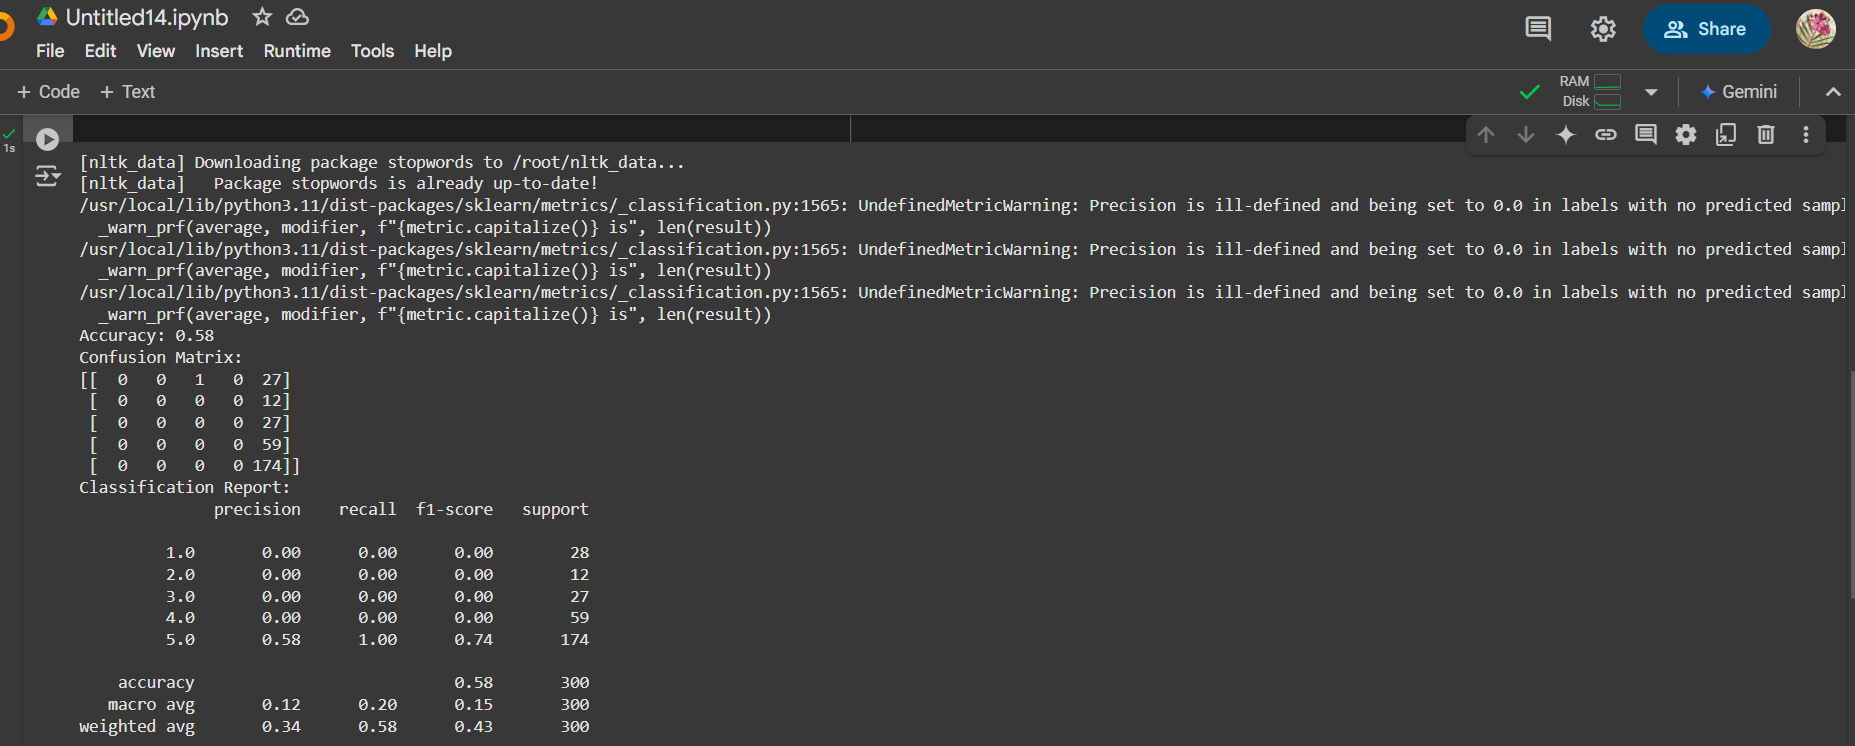 Untitled14.ipynb
File Edit View Insert Runtime Tools Help
Share
+ Code + Text
RAM
Disk
Gemini
1s
[nltk_data] Downloading package stopwords to /root/nltk_data...
[nltk_data]   Package stopwords is already up-to-date!
/usr/local/lib/python3.11/dist-packages/sklearn/metrics/_classification.py:1565: UndefinedMetricWarning: Precision is ill-defined and being set to 0.0 in labels with no predicted sampl
  _warn_prf(average, modifier, f"{metric.capitalize()} is", len(result))
/usr/local/lib/python3.11/dist-packages/sklearn/metrics/_classification.py:1565: UndefinedMetricWarning: Precision is ill-defined and being set to 0.0 in labels with no predicted sampl
  _warn_prf(average, modifier, f"{metric.capitalize()} is", len(result))
/usr/local/lib/python3.11/dist-packages/sklearn/metrics/_classification.py:1565: UndefinedMetricWarning: Precision is ill-defined and being set to 0.0 in labels with no predicted sampl
  _warn_prf(average, modifier, f"{metric.capitalize()} is", len(result))
Accuracy: 0.58
Confusion Matrix:
[[  0   0   1   0  27]
 [  0   0   0   0  12]
 [  0   0   0   0  27]
 [  0   0   0   0  59]
 [  0   0   0   0 174]]
Classification Report:
              precision    recall  f1-score   support
         1.0       0.00      0.00      0.00        28
         2.0       0.00      0.00      0.00        12
         3.0       0.00      0.00      0.00        27
         4.0       0.00      0.00      0.00        59
         5.0       0.58      1.00      0.74       174
    accuracy                           0.58       300
   macro avg       0.12      0.20      0.15       300
weighted avg       0.34      0.58      0.43       300